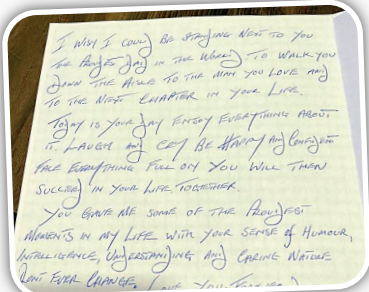 I WISH I COULD BE STANDING NEXT TO YOU
THE PROUDEST DAD IN THE WORLD TO WALK YOU
DOWN THE AISLE TO THE MAN YOU LOVE AND
TO THE NEXT CHAPTER IN YOUR LIFE.
TODAY IS YOUR DAY ENJOY EVERYTHING ABOUT
IT. LAUGH AND CRY BE HAPPY AND CONFIDENT
FACE EVERYTHING FULL ON YOU WILL THEN
SUCCEED IN YOUR LIFE TOGETHER.
YOU GAVE ME SOME OF THE PROUDEST
MOMENTS IN MY LIFE WITH YOUR SENSE OF HUMOUR,
INTELLIGENCE, UNDERSTANDING AND CARING NATURE
DONT EVER CHANGE. LOVE YOU